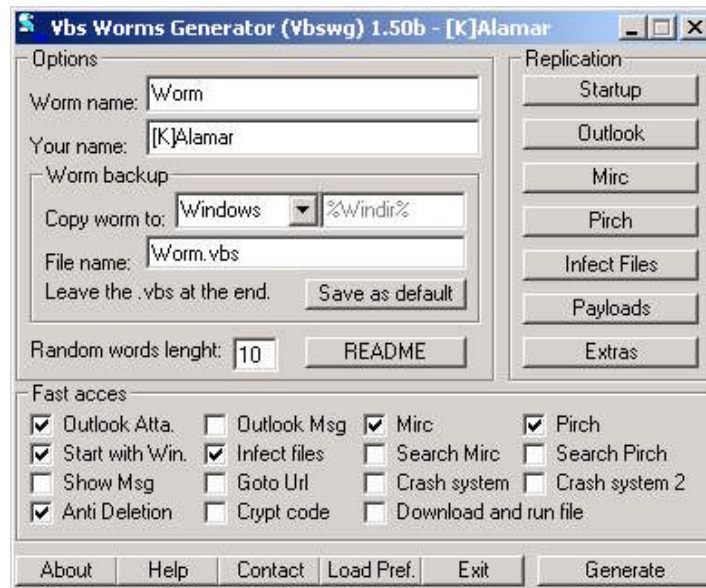 Vbs Worms Generator (Vbswg) 1.50b - [K]Alamar
Options
Worm name: Worm
Your name: [K]Alamar
Worm backup
Copy worm to: Windows %Windir%
File name: Worm.vbs
Leave the .vbs at the end. Save as default
Random words lenght: 10 README
Replication
Startup
Outlook
Mirc
Pirch
Infect Files
Payloads
Extras
Fast acces
Outlook Atta. Outlook Msg Mirc Pirch
Start with Win. Infect files Search Mirc Search Pirch
Show Msg Goto Url Crash system Crash system 2
Anti Deletion Crypt code Download and run file
About Help Contact Load Pref. Exit Generate